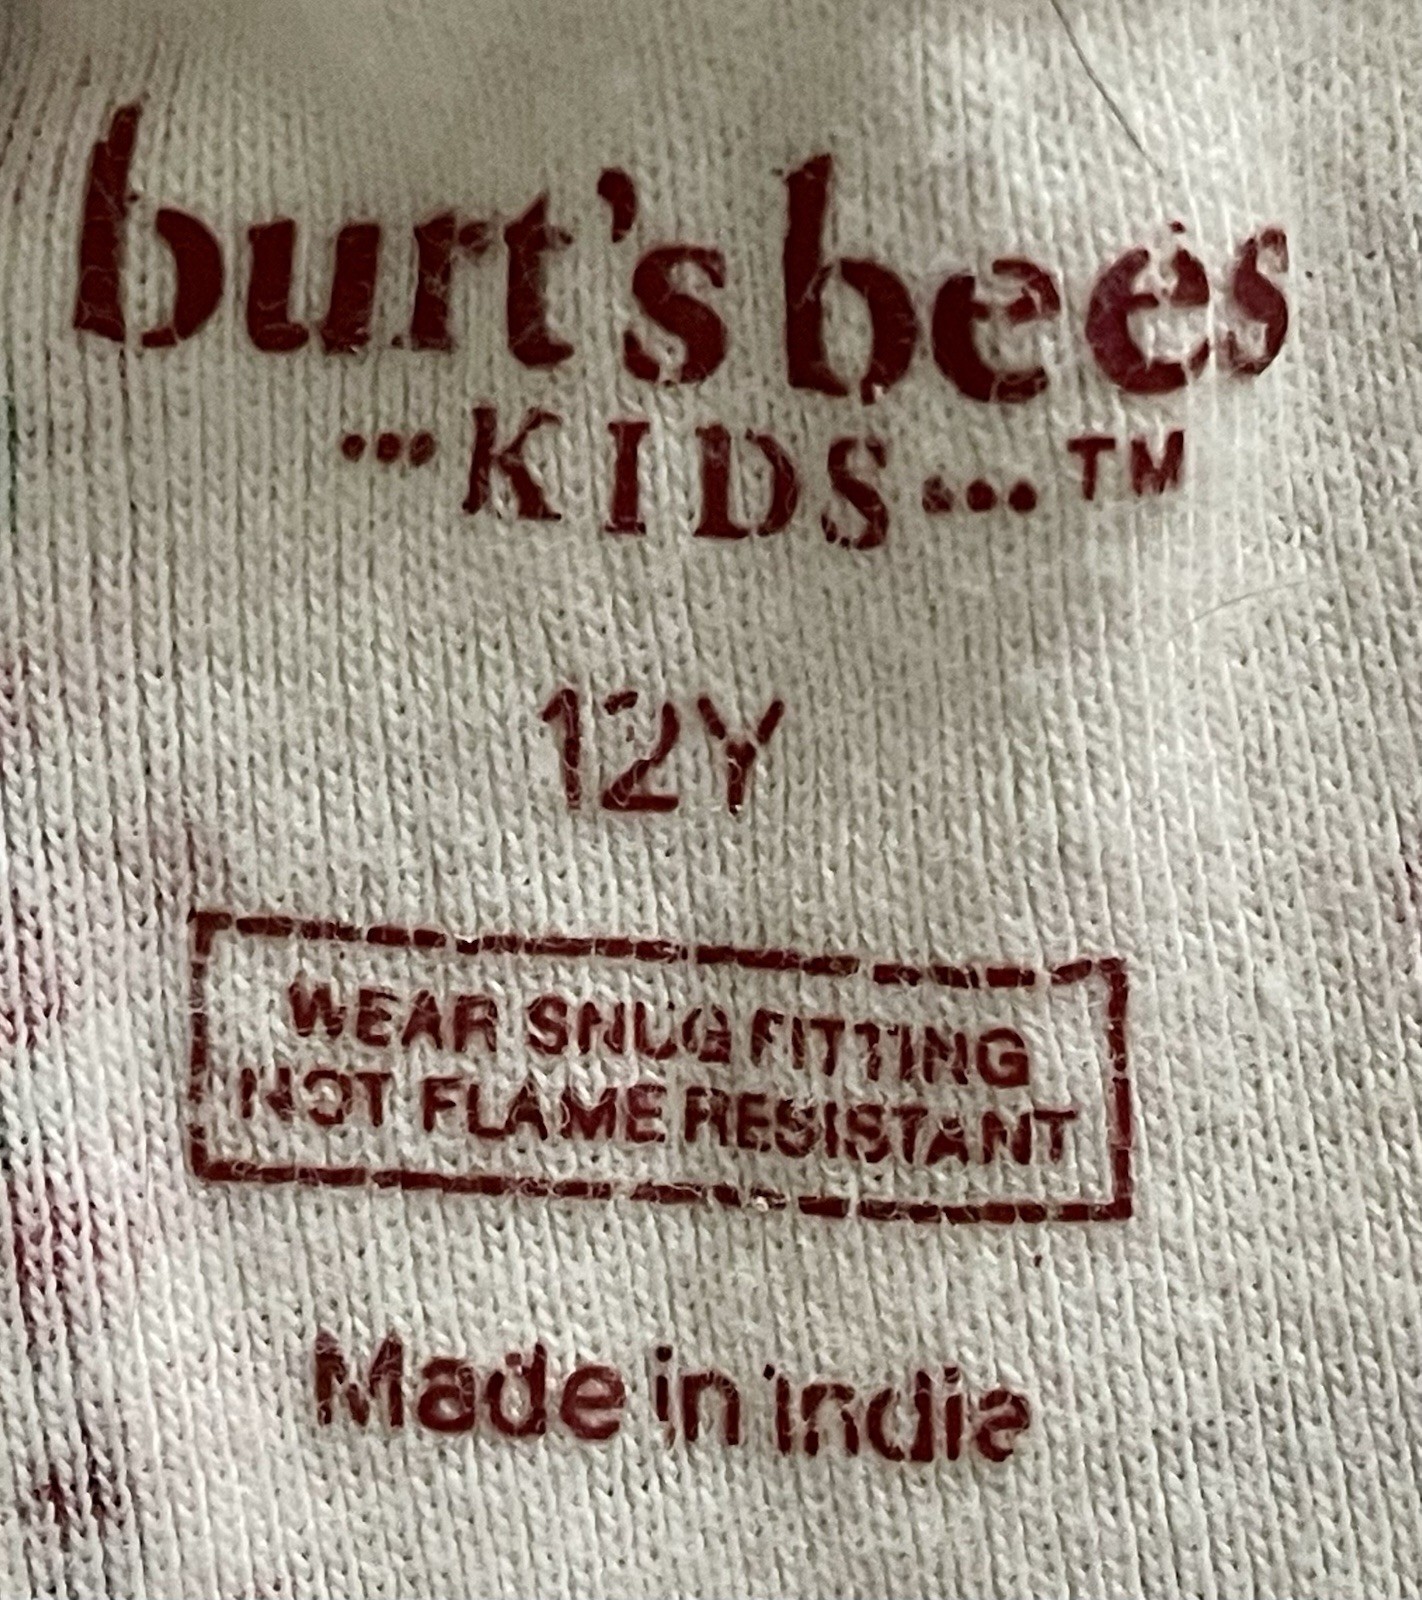 burt's bees
•••KIDS•••™
12Y
WEAR SNUG FITTING
NOT FLAME RESISTANT
Made in India